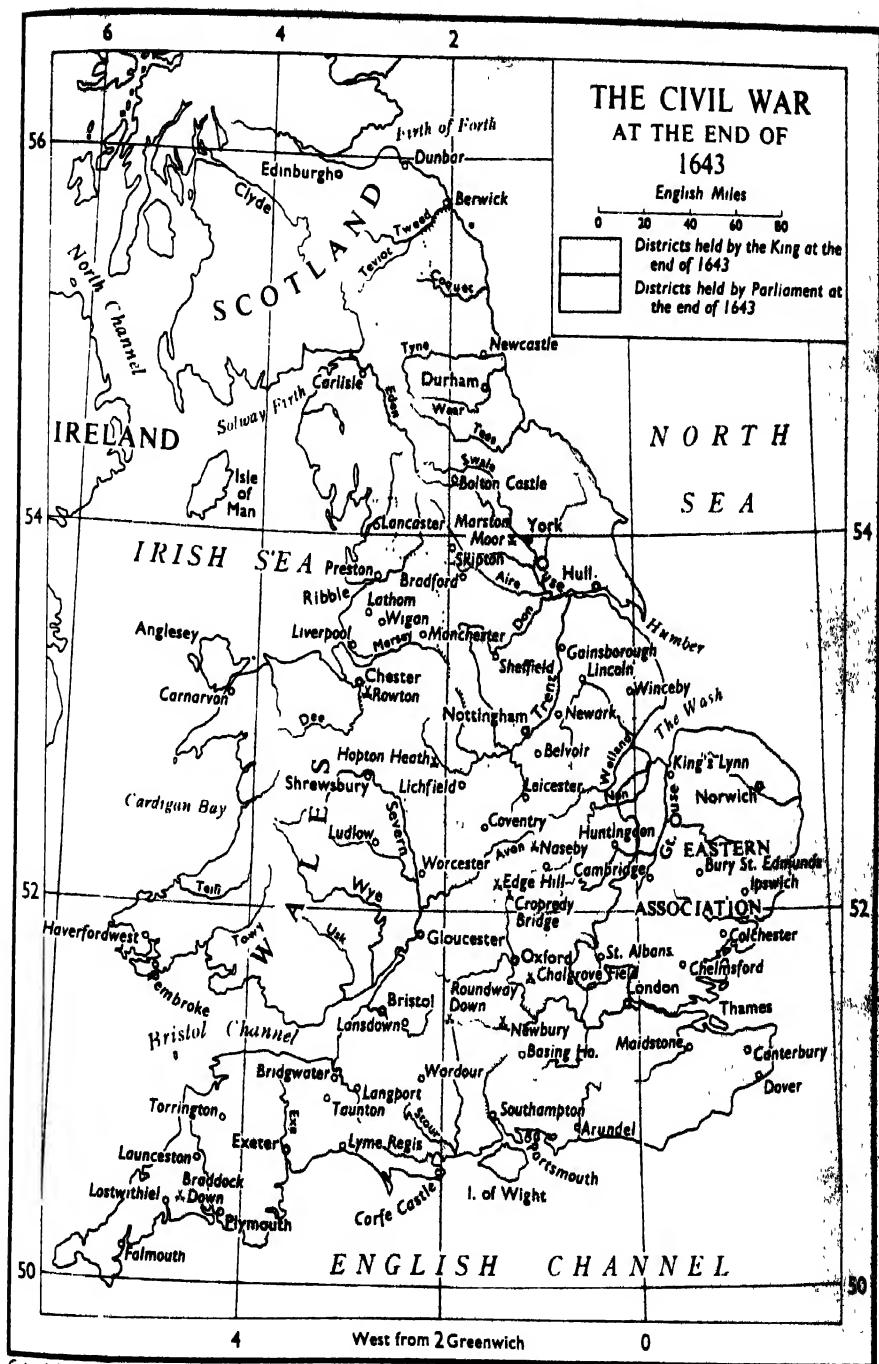 6 4 2
THE CIVIL WAR
AT THE END OF
1643
English Miles
0 20 40 60 80
Districts held by the King at the
end of 1643
Districts held by Parliament at
the end of 1643
Firth of Forth
56
Dunbar
Edinburgh
Clyde
Berwick
Tweed
Teviot
SCOTLAND
North Channel
Coquet
Tyne
Newcastle
Carlisle
Durham
Solway Firth
Eden
Wear
IRELAND
Tees
NORTH
SEA
Swale
Isle
of
Man
Bolton Castle
54
Lancaster
Marston
Moor
York
54
IRISH SEA
Skipton
Preston
Bradford
Aire
Ouse
Hull
Ribble
Lathom
Wigan
Don
Humber
Anglesey
Liverpool
Mersey
Manchester
Gainsborough
Sheffield
Lincoln
Chester
Rowton
Trent
Winceby
Carnarvon
Dee
Nottingham
Newark
The Wash
Hopton Heath
Belvoir
Welland
King's Lynn
Shrewsbury
Lichfield
Leicester
Nen
Gt. Ouse
Norwich
Cardigan Bay
Severn
Coventry
Ludlow
Huntingdon
EASTERN
Avon
Naseby
Worcester
Cambridge
Bury St. Edmunds
WALES
Edge Hill
Ipswich
52
Teifi
Wye
Cropredy
Bridge
ASSOCIATION
52
Haverfordwest
Towy
Usk
Gloucester
Colchester
Oxford
St. Albans
Chelmsford
Pembroke
Chalgrove Field
Roundway
Down
London
Bristol
Thames
Bristol Channel
Lansdown
Newbury
Basing Ho.
Maidstone
Canterbury
Bridgwater
Wardour
Dover
Langport
Torrington
Taunton
Southampton
Exe
Stour
Arundel
Launceston
Exeter
Lyme Regis
Portsmouth
Braddock
Down
Lostwithiel
Corfe Castle
I. of Wight
Plymouth
Falmouth
50
ENGLISH CHANNEL
50
4 West from 2 Greenwich 0